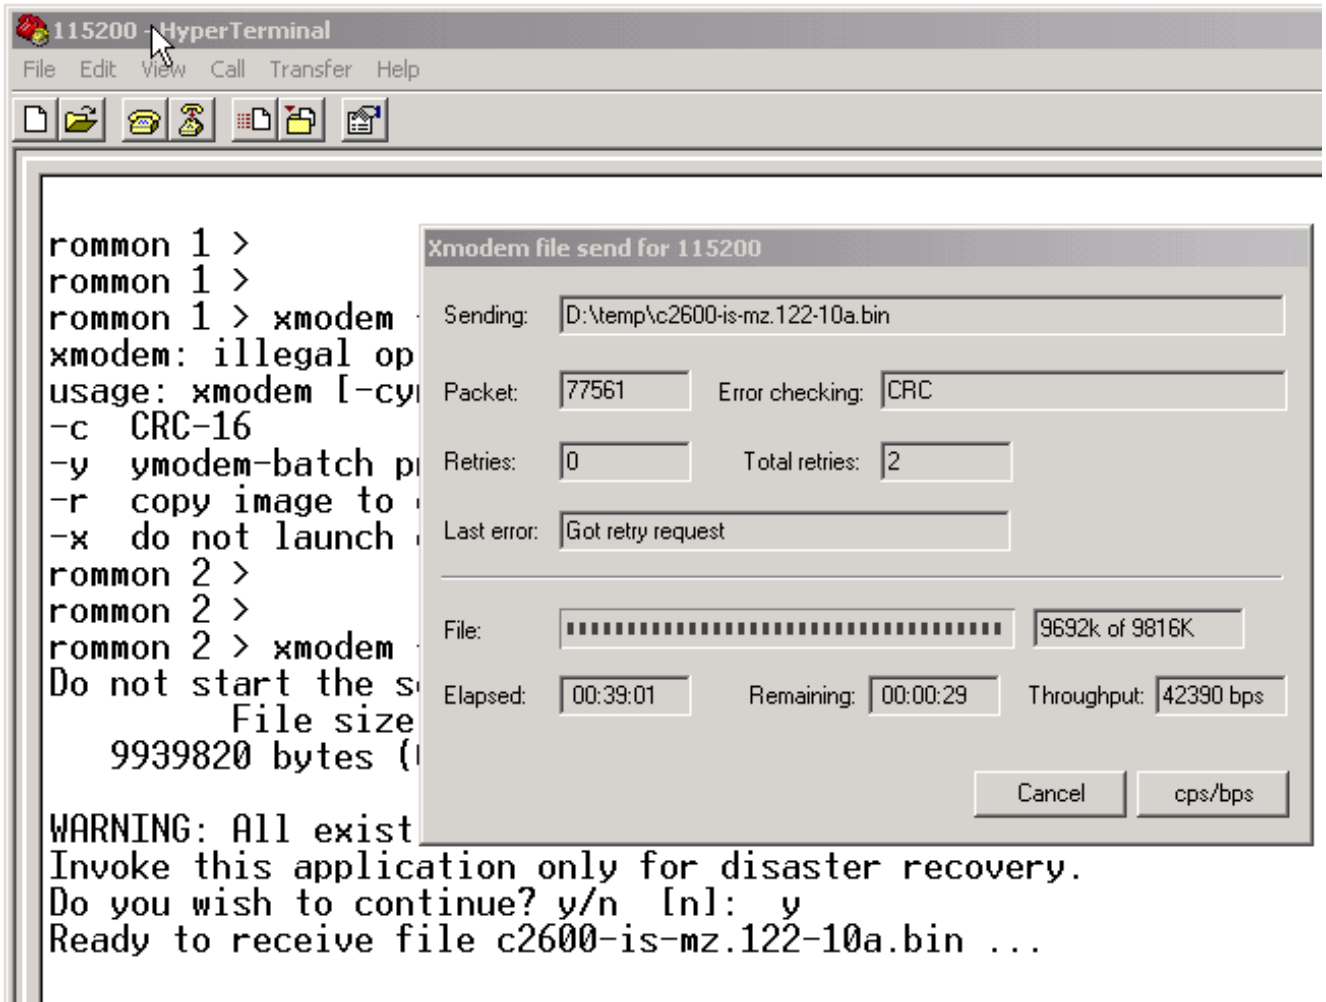 115200 - HyperTerminal
File Edit View Call Transfer Help
rommon 1 >
rommon 1 >
rommon 1 > xmodem
xmodem: illegal op
usage: xmodem [-cy
-c CRC-16
-y ymodem-batch p
-r copy image to
-x do not launch
rommon 2 >
rommon 2 >
rommon 2 > xmodem
Do not start the s
File size
9939820 bytes (
WARNING: All exist
Invoke this application only for disaster recovery.
Do you wish to continue? y/n [n]: y
Ready to receive file c2600-is-mz.122-10a.bin ...
Xmodem file send for 115200
Sending: D:\temp\c2600-is-mz.122-10a.bin
Packet: 77561 Error checking: CRC
Retries: 0 Total retries: 2
Last error: Got retry request
File: 9692k of 9816K
Elapsed: 00:39:01 Remaining: 00:00:29 Throughput: 42390 bps
Cancel cps/bps